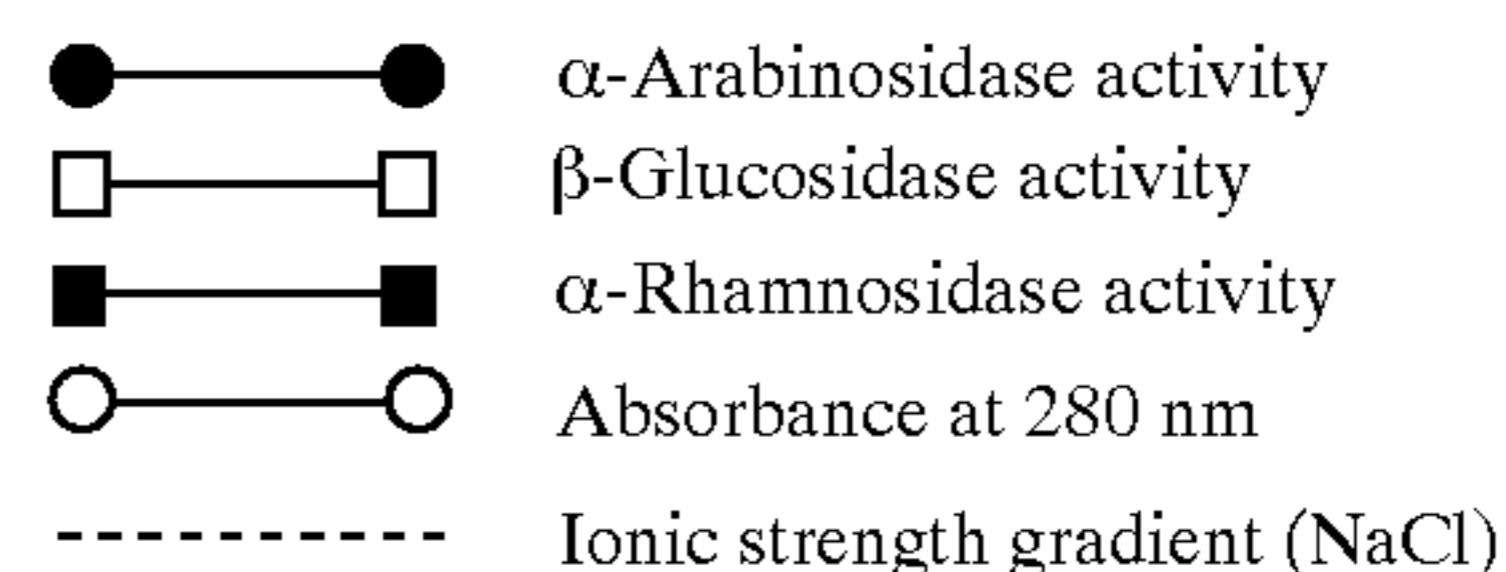 α-Arabinosidase activity
β-Glucosidase activity
α-Rhamnosidase activity
Absorbance at 280 nm
Ionic strength gradient (NaCl)